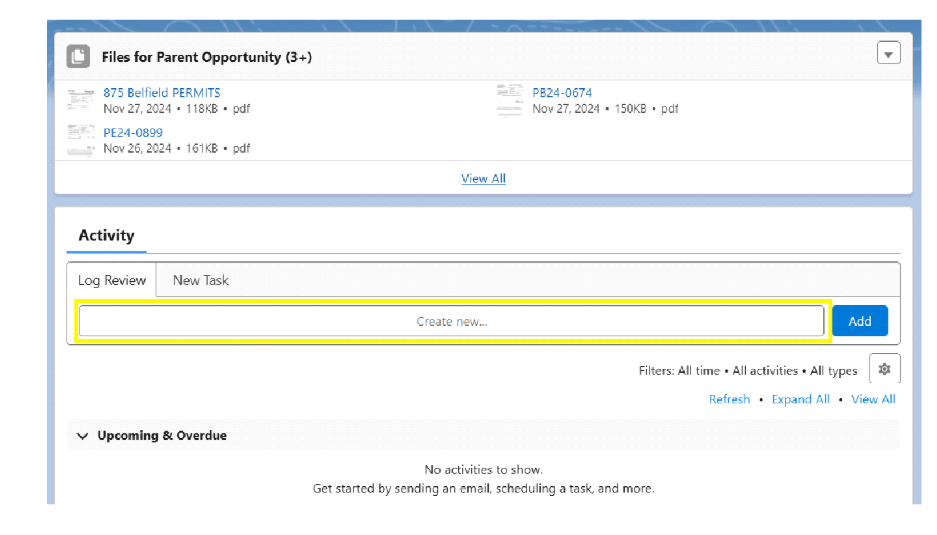 Files for Parent Opportunity (3+)
875 Belfield PERMITS
Nov 27, 2024 • 118KB • pdf
PB24-0674
Nov 27, 2024 • 150KB • pdf
PE24-0899
Nov 26, 2024 • 161KB • pdf
View All
Activity
Log Review
New Task
Create new...
Add
Filters: All time • All activities • All types
Refresh • Expand All • View All
Upcoming & Overdue
No activities to show.
Get started by sending an email, scheduling a task, and more.